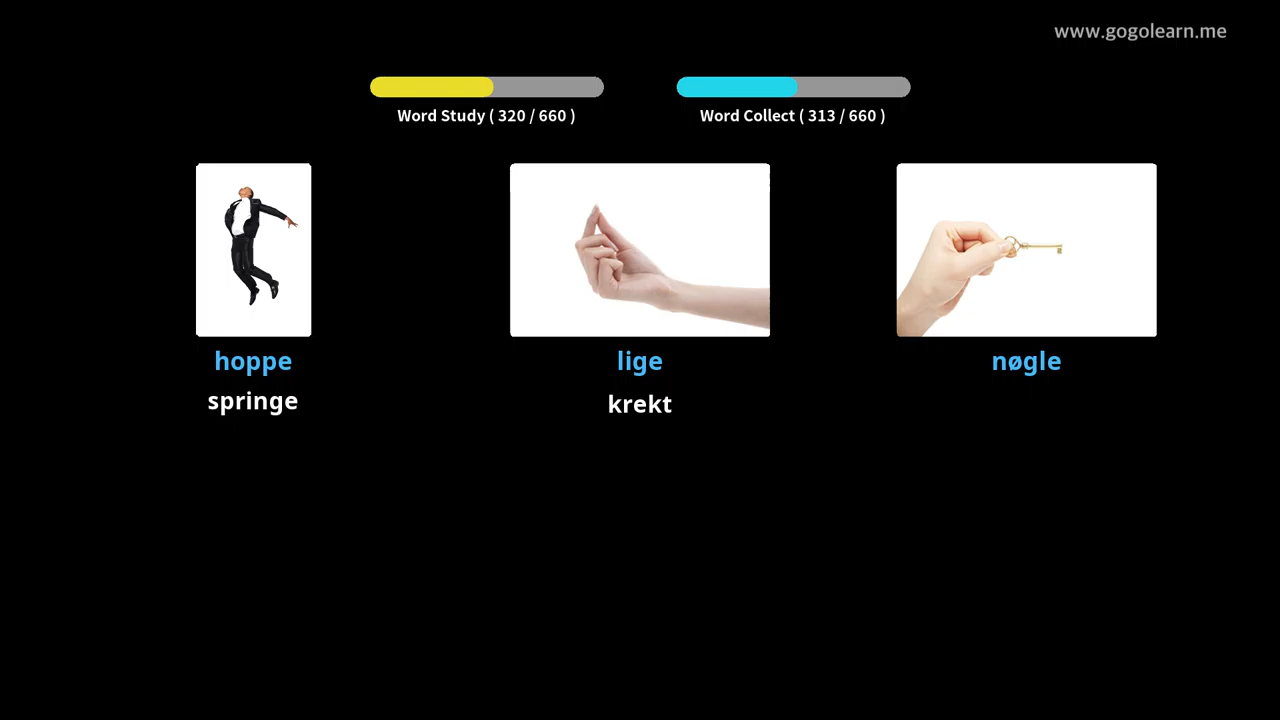 www.gogolearn.me
Word Study ( 320 / 660 )
Word Collect ( 313 / 660 )
hoppe
springe
lige
krekt
nøgle